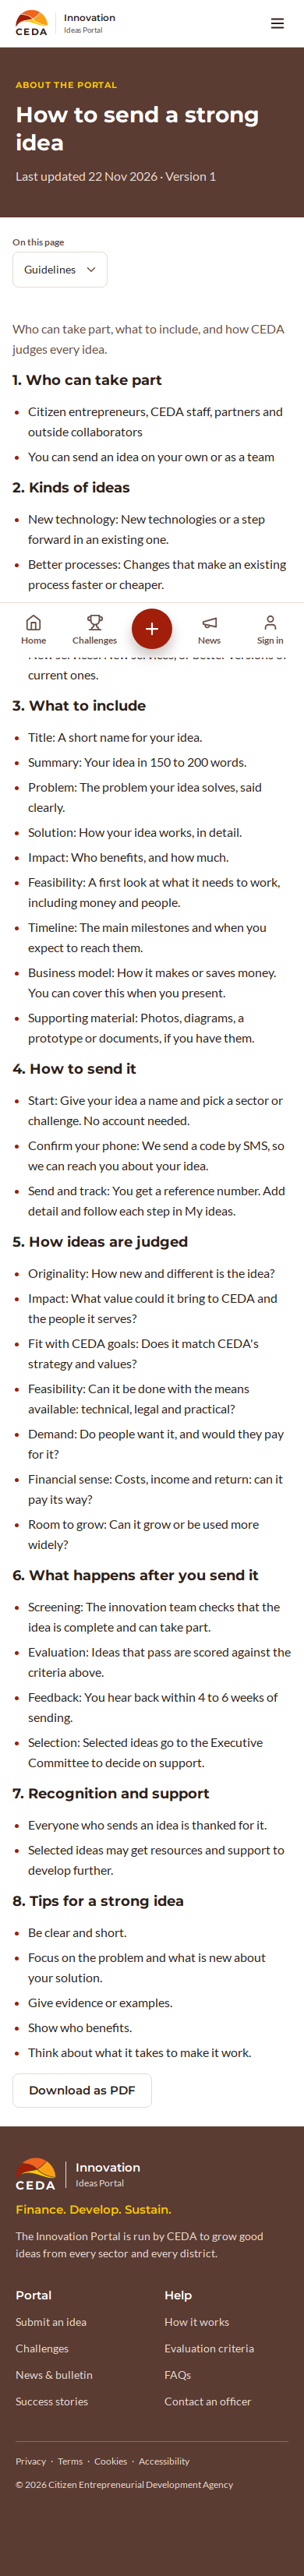 CEDA
Innovation
Ideas Portal
ABOUT THE PORTAL
How to send a strong
idea
Last updated 22 Nov 2026 · Version 1
On this page
Guidelines
Who can take part, what to include, and how CEDA
judges every idea.
1. Who can take part
• Citizen entrepreneurs, CEDA staff, partners and
outside collaborators
• You can send an idea on your own or as a team
2. Kinds of ideas
• New technology: New technologies or a step
forward in an existing one.
• Better processes: Changes that make an existing
process faster or cheaper.
Home
Challenges
News
Sign in
current ones.
3. What to include
• Title: A short name for your idea.
• Summary: Your idea in 150 to 200 words.
• Problem: The problem your idea solves, said
clearly.
• Solution: How your idea works, in detail.
• Impact: Who benefits, and how much.
• Feasibility: A first look at what it needs to work,
including money and people.
• Timeline: The main milestones and when you
expect to reach them.
• Business model: How it makes or saves money.
You can cover this when you present.
• Supporting material: Photos, diagrams, a
prototype or documents, if you have them.
4. How to send it
• Start: Give your idea a name and pick a sector or
challenge. No account needed.
• Confirm your phone: We send a code by SMS, so
we can reach you about your idea.
• Send and track: You get a reference number. Add
detail and follow each step in My ideas.
5. How ideas are judged
• Originality: How new and different is the idea?
• Impact: What value could it bring to CEDA and
the people it serves?
• Fit with CEDA goals: Does it match CEDA's
strategy and values?
• Feasibility: Can it be done with the means
available: technical, legal and practical?
• Demand: Do people want it, and would they pay
for it?
• Financial sense: Costs, income and return: can it
pay its way?
• Room to grow: Can it grow or be used more
widely?
6. What happens after you send it
• Screening: The innovation team checks that the
idea is complete and can take part.
• Evaluation: Ideas that pass are scored against the
criteria above.
• Feedback: You hear back within 4 to 6 weeks of
sending.
• Selection: Selected ideas go to the Executive
Committee to decide on support.
7. Recognition and support
• Everyone who sends an idea is thanked for it.
• Selected ideas may get resources and support to
develop further.
8. Tips for a strong idea
• Be clear and short.
• Focus on the problem and what is new about
your solution.
• Give evidence or examples.
• Show who benefits.
• Think about what it takes to make it work.
Download as PDF
CEDA
Innovation
Ideas Portal
Finance. Develop. Sustain.
The Innovation Portal is run by CEDA to grow good
ideas from every sector and every district.
Portal
Submit an idea
Challenges
News & bulletin
Success stories
Help
How it works
Evaluation criteria
FAQs
Contact an officer
Privacy · Terms · Cookies · Accessibility
© 2026 Citizen Entrepreneurial Development Agency